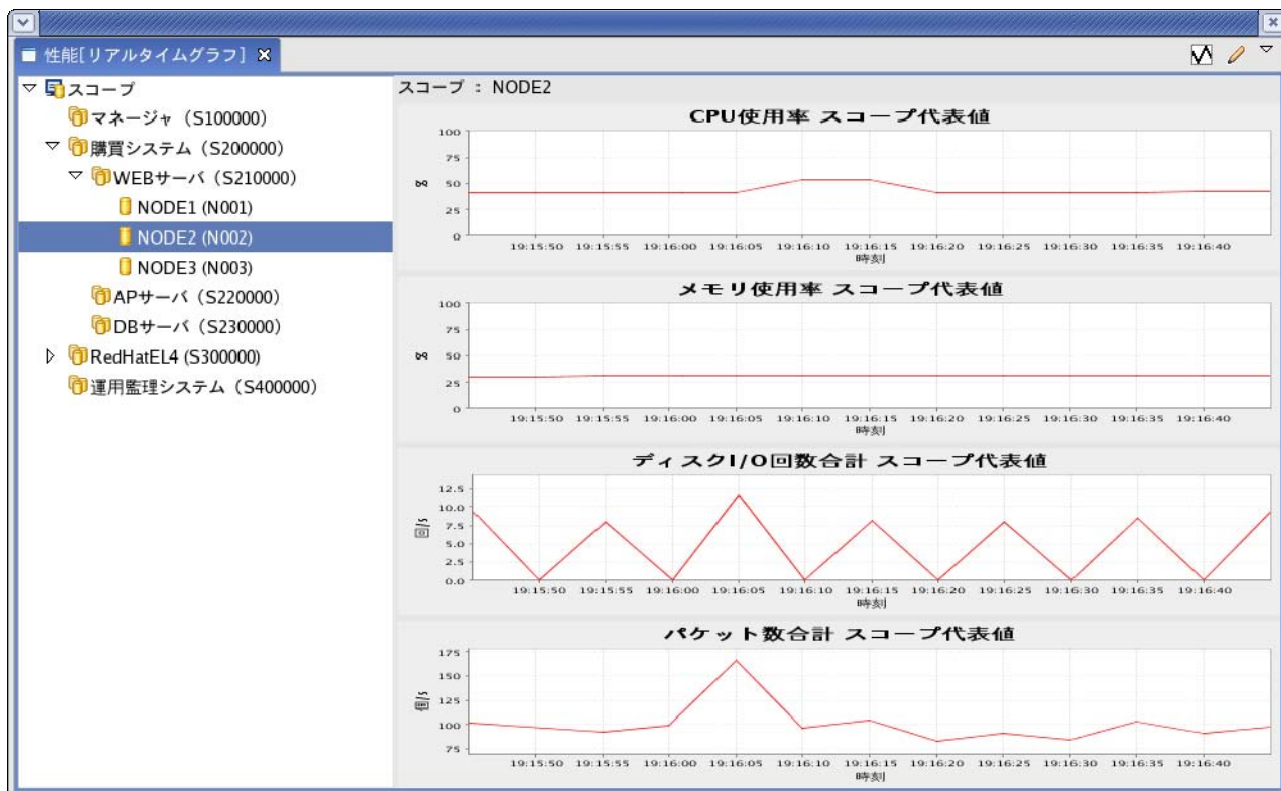 性能[リアルタイムグラフ]
スコープ
マネージャ (S100000)
購買システム (S200000)
WEBサーバ (S210000)
NODE1 (N001)
NODE2 (N002)
NODE3 (N003)
APサーバ (S220000)
DBサーバ (S230000)
RedHatEL4 (S300000)
運用監理システム (S400000)
スコープ : NODE2
CPU使用率 スコープ代表値
100
75
50
25
0
%
19:15:50 19:15:55 19:16:00 19:16:05 19:16:10 19:16:15 19:16:20 19:16:25 19:16:30 19:16:35 19:16:40
時刻
メモリ使用率 スコープ代表値
100
75
50
25
0
%
19:15:50 19:15:55 19:16:00 19:16:05 19:16:10 19:16:15 19:16:20 19:16:25 19:16:30 19:16:35 19:16:40
時刻
ディスクI/O回数合計 スコープ代表値
12.5
10.0
7.5
5.0
2.5
0.0
回/s
19:15:50 19:15:55 19:16:00 19:16:05 19:16:10 19:16:15 19:16:20 19:16:25 19:16:30 19:16:35 19:16:40
時刻
パケット数合計 スコープ代表値
175
150
125
100
75
個/s
19:15:50 19:15:55 19:16:00 19:16:05 19:16:10 19:16:15 19:16:20 19:16:25 19:16:30 19:16:35 19:16:40
時刻